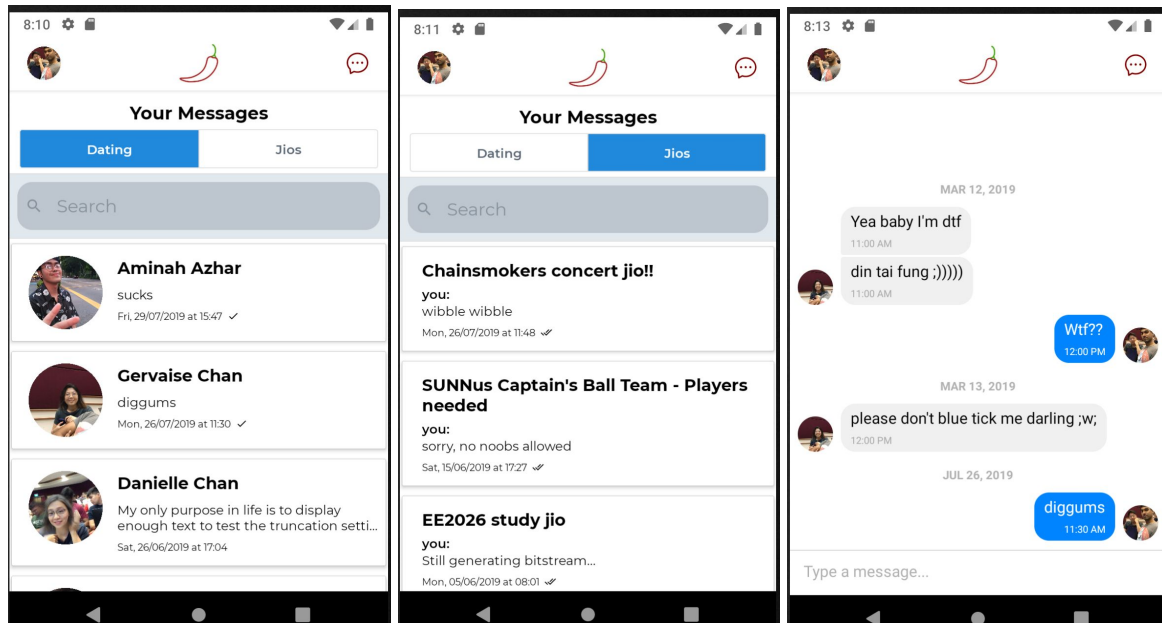 8:10
Your Messages
Dating
Jios
Search
Aminah Azhar
sucks
Fri, 29/07/2019 at 15:47
Gervaise Chan
diggums
Mon, 26/07/2019 at 11:30
Danielle Chan
My only purpose in life is to display
enough text to test the truncation setti...
Sat, 26/06/2019 at 17:04
8:11
Your Messages
Dating
Jios
Search
Chainsmokers concert jio!!
you:
wibble wibble
Mon, 26/07/2019 at 11:48
SUNNus Captain's Ball Team - Players
needed
you:
sorry, no noobs allowed
Sat, 15/06/2019 at 17:27
EE2026 study jio
you:
Still generating bitstream...
Mon, 05/06/2019 at 08:01
8:13
MAR 12, 2019
Yea baby I'm dtf
11:00 AM
din tai fung ;)))))
11:00 AM
Wtf??
12:00 PM
MAR 13, 2019
please don't blue tick me darling ;w;
12:00 PM
JUL 26, 2019
diggums
11:30 AM
Type a message...